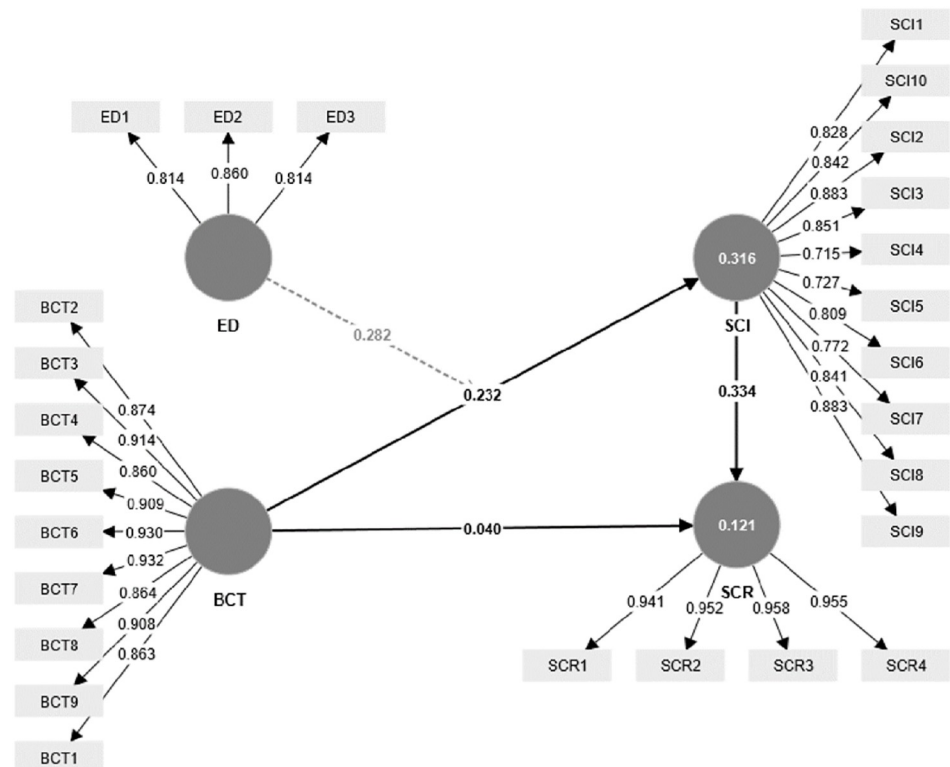 SCI1
SCI10
SCI2
SCI3
SCI4
SCI5
SCI6
SCI7
SCI8
SCI9
0.828
0.842
0.883
0.851
0.715
0.727
0.809
0.772
0.841
0.883
ED1
ED2
ED3
0.814
0.860
0.814
ED
0.282
0.316
SCI
0.232
0.334
BCT2
BCT3
BCT4
BCT5
BCT6
BCT7
BCT8
BCT9
BCT1
0.874
0.914
0.860
0.909
0.930
0.932
0.864
0.908
0.863
BCT
0.040
0.121
SCR
0.941
0.952
0.958
0.955
SCR1
SCR2
SCR3
SCR4